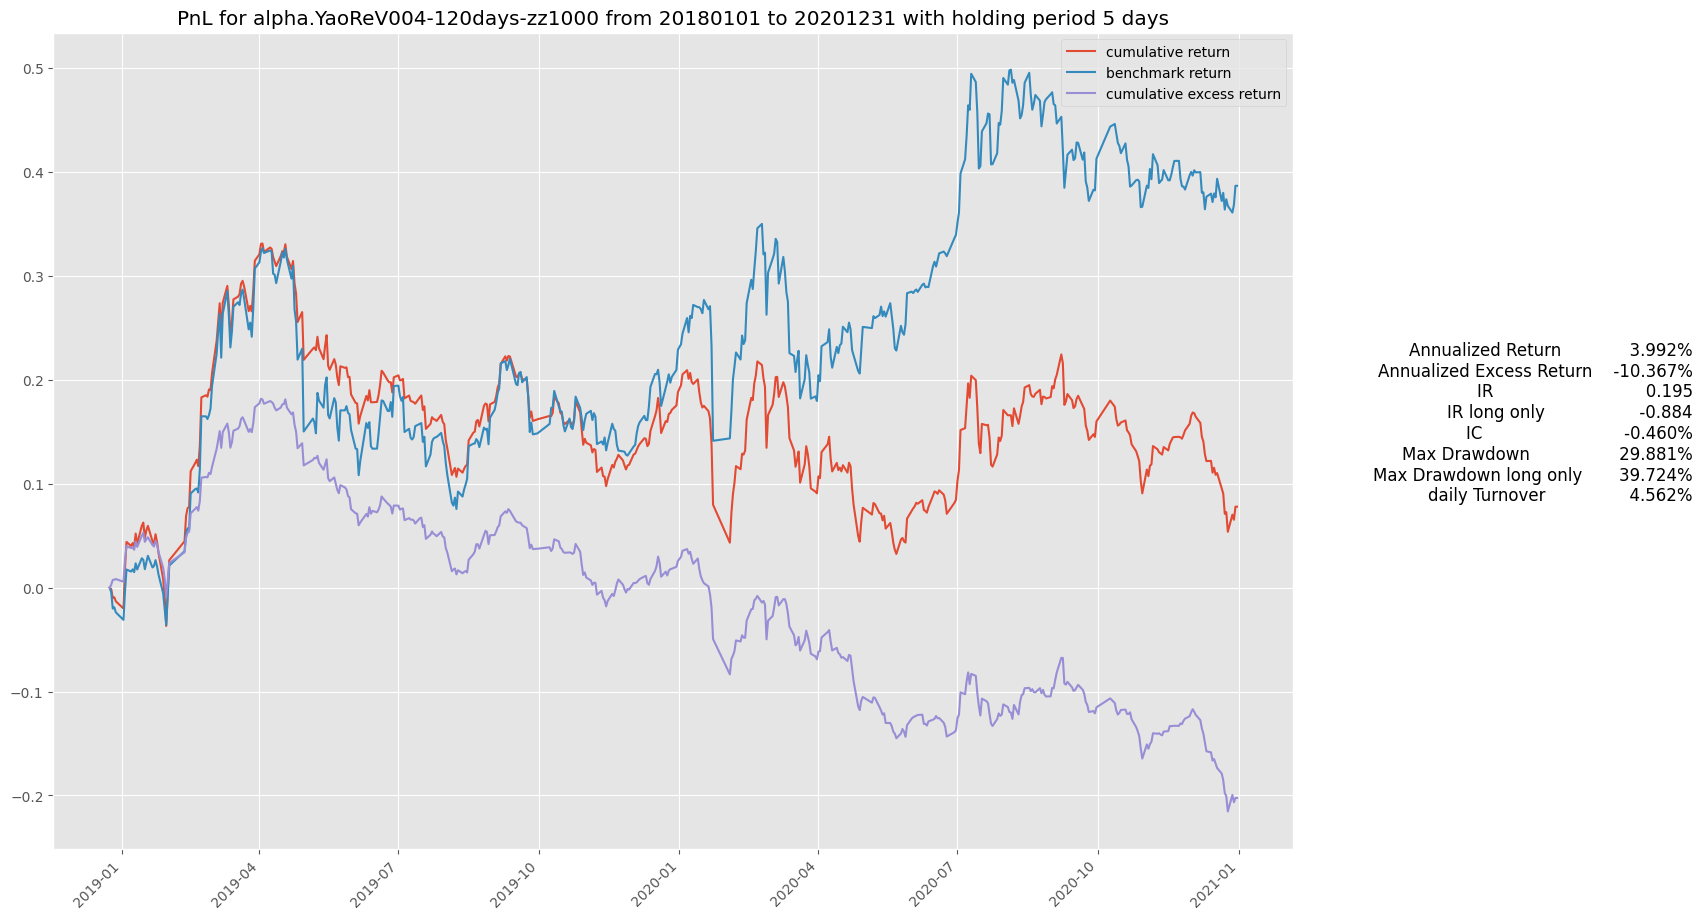 PnL for alpha.YaoReV004-120days-zz1000 from 20180101 to 20201231 with holding period 5 days
cumulative return
benchmark return
cumulative excess return
0.5
0.4
0.3
0.2
0.1
0.0
−0.1
−0.2
2019-01
2019-04
2019-07
2019-10
2020-01
2020-04
2020-07
2020-10
2021-01
Annualized Return 3.992%
Annualized Excess Return -10.367%
IR 0.195
IR long only -0.884
IC -0.460%
Max Drawdown 29.881%
Max Drawdown long only 39.724%
daily Turnover 4.562%